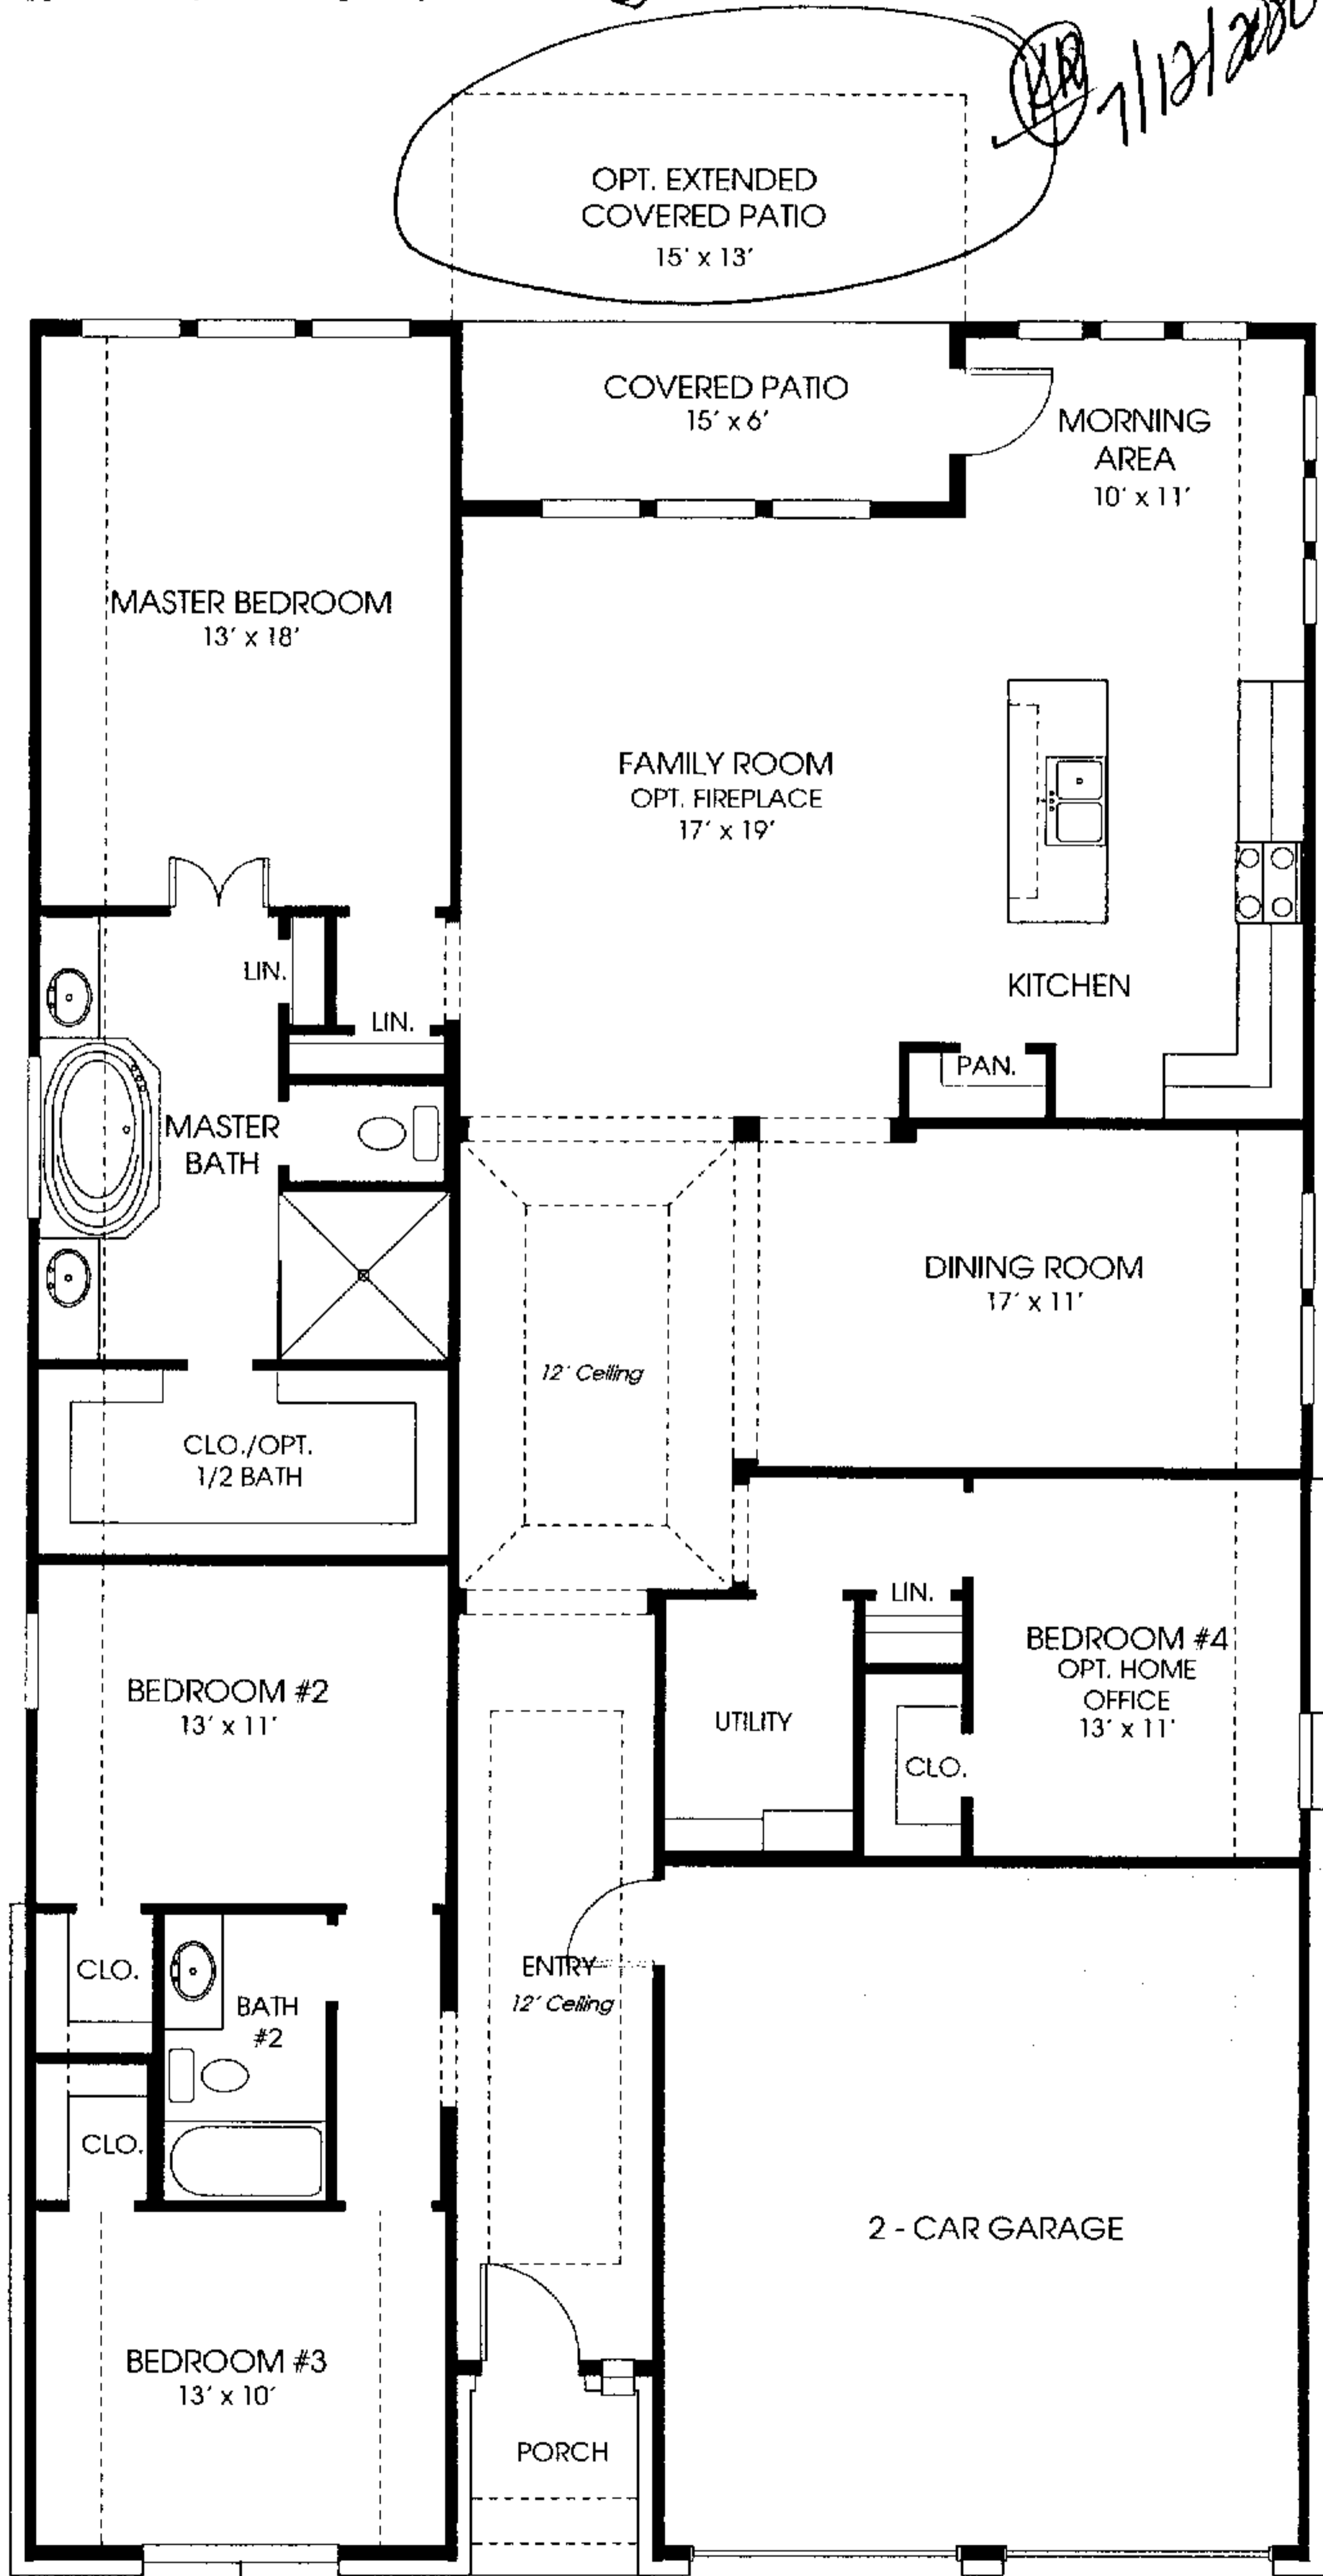 KR
7/12/2020
OPT. EXTENDED
COVERED PATIO
15' x 13'
COVERED PATIO
15' x 6'
MORNING
AREA
10' x 11'
MASTER BEDROOM
13' x 18'
FAMILY ROOM
OPT. FIREPLACE
17' x 19'
LIN.
LIN.
KITCHEN
PAN.
MASTER
BATH
DINING ROOM
17' x 11'
12' Ceiling
CLO./OPT.
1/2 BATH
LIN.
BEDROOM #4
OPT. HOME
OFFICE
13' x 11'
BEDROOM #2
13' x 11'
UTILITY
CLO.
ENTRY
12' Ceiling
CLO.
BATH
#2
CLO.
2 - CAR GARAGE
BEDROOM #3
13' x 10'
PORCH